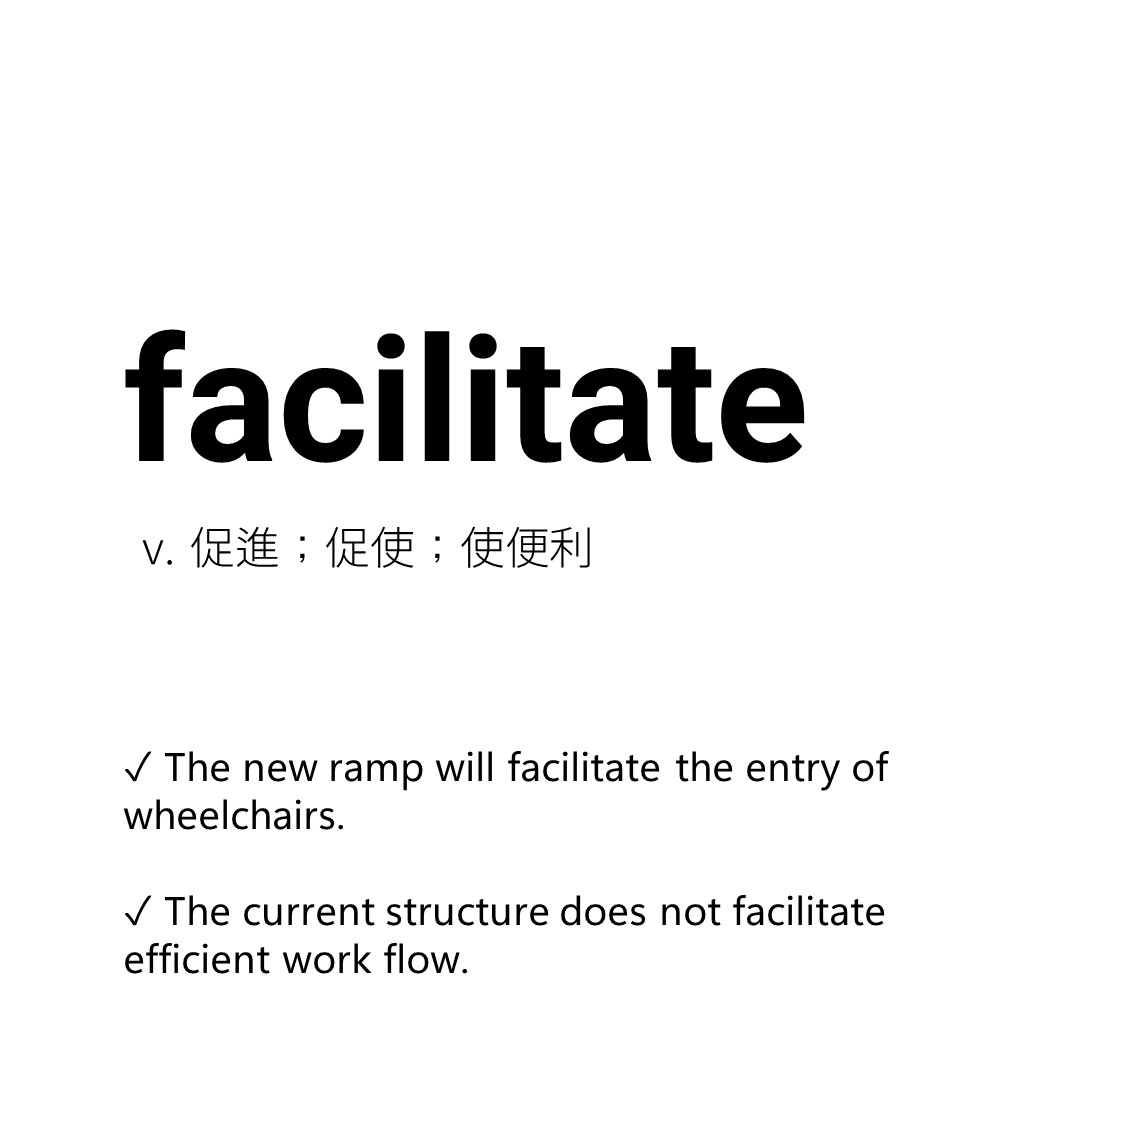 facilitate
v. 促進；促使；使便利
✓ The new ramp will facilitate the entry of
wheelchairs.
✓ The current structure does not facilitate
efficient work flow.